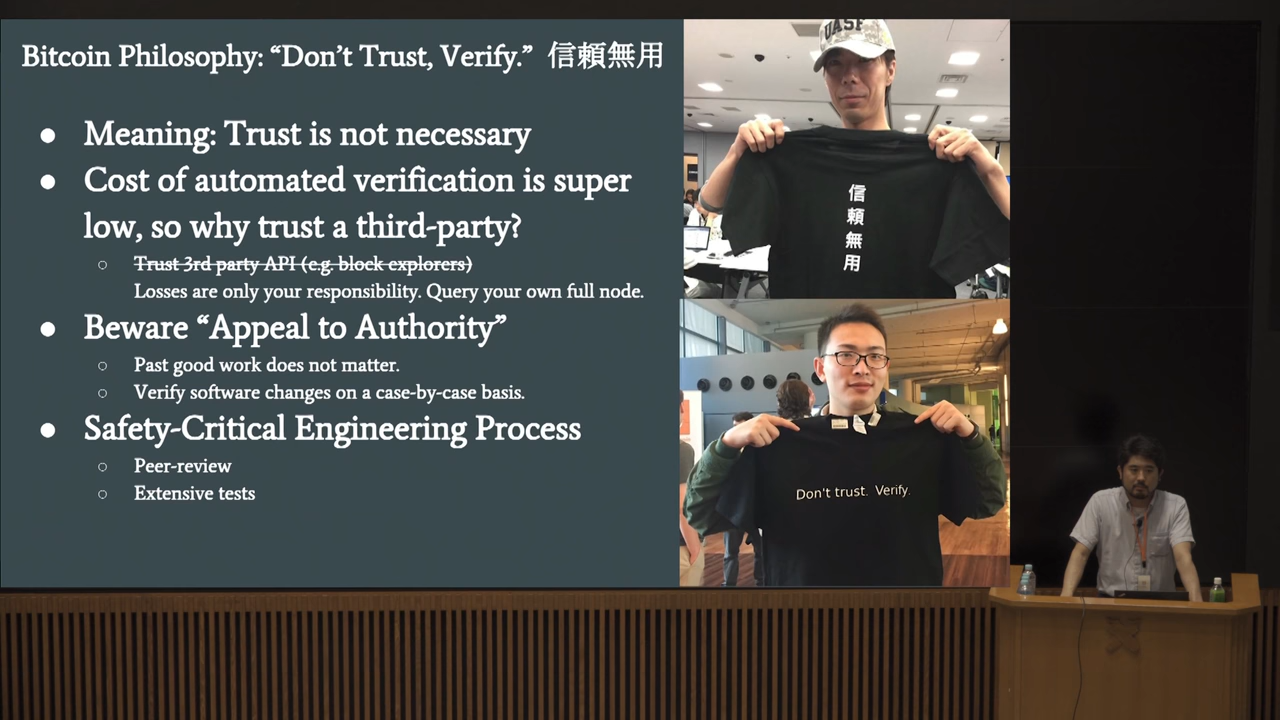 Bitcoin Philosophy: “Don’t Trust, Verify.” 信頼無用
● Meaning: Trust is not necessary
● Cost of automated verification is super
low, so why trust a third-party?
○ Trust 3rd party API (e.g. block explorers)
Losses are only your responsibility. Query your own full node.
● Beware “Appeal to Authority”
○ Past good work does not matter.
○ Verify software changes on a case-by-case basis.
● Safety-Critical Engineering Process
○ Peer-review
○ Extensive tests
UASF
信頼無用
Don't trust. Verify.